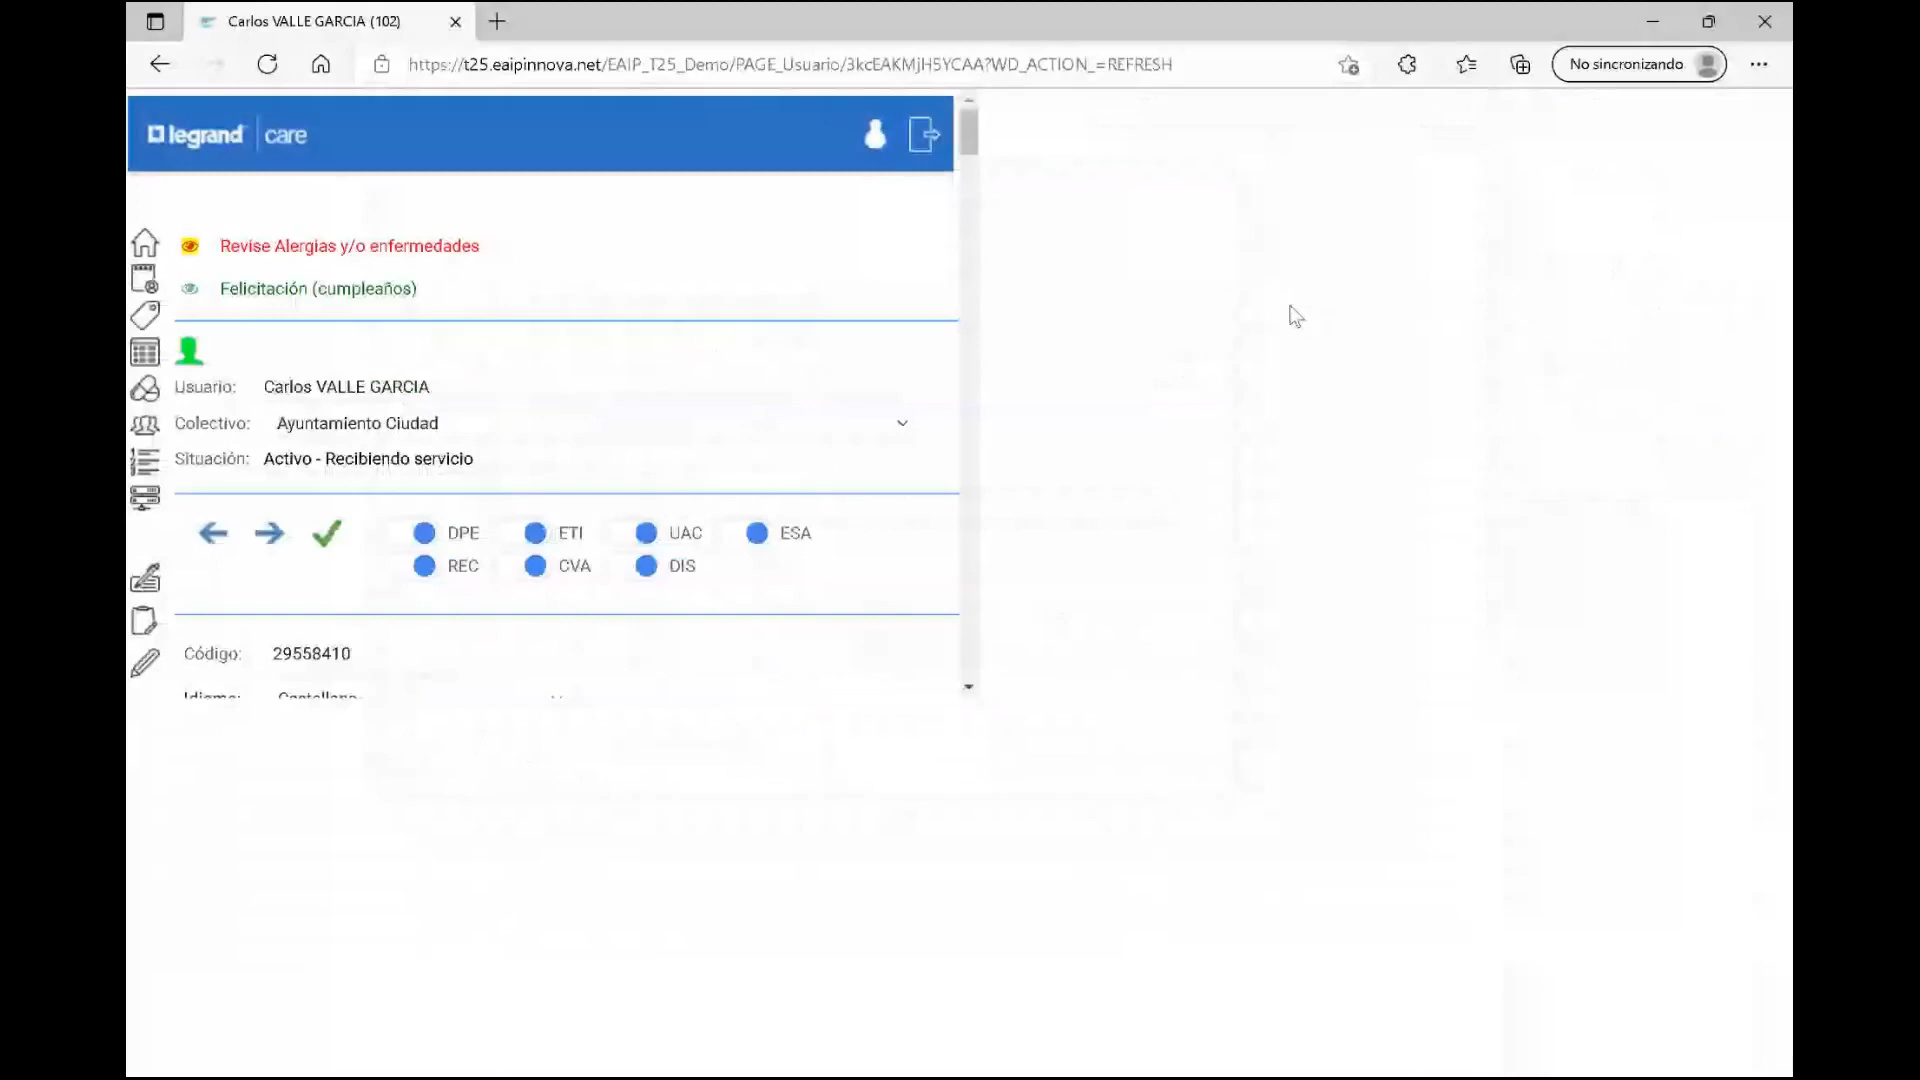 Carlos VALLE GARCIA (102)
https://t25.eaipinnova.net/EAIP_T25_Demo/PAGE_Usuario/3kcEAKMjH5YCAA?WD_ACTION_=REFRESH
No sincronizando
legrand care
Revise Alergias y/o enfermedades
Felicitación (cumpleaños)
Usuario: Carlos VALLE GARCIA
Colectivo: Ayuntamiento Ciudad
Situación: Activo - Recibiendo servicio
DPE ETI UAC ESA
REC CVA DIS
Código: 29558410
Idioma: Castellano